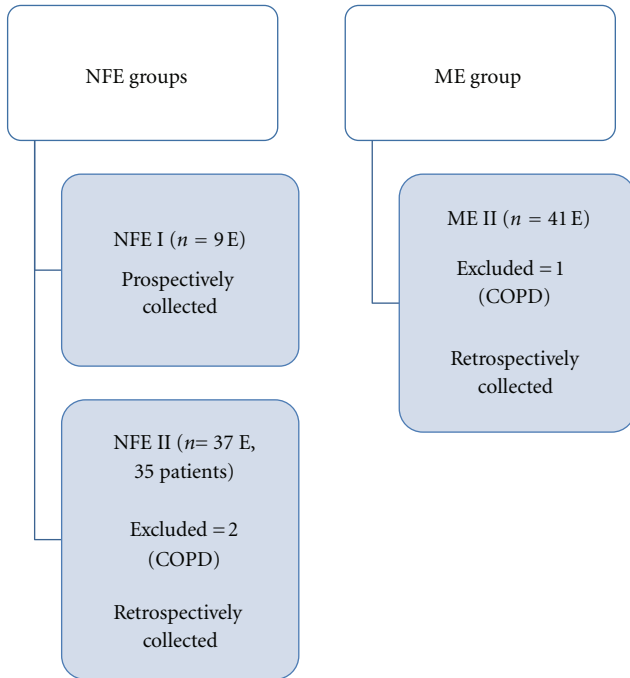 NFE groups
NFE I (n = 9 E)
Prospectively
collected
NFE II (n= 37 E,
35 patients)
Excluded = 2
(COPD)
Retrospectively
collected
ME group
ME II (n = 41 E)
Excluded = 1
(COPD)
Retrospectively
collected